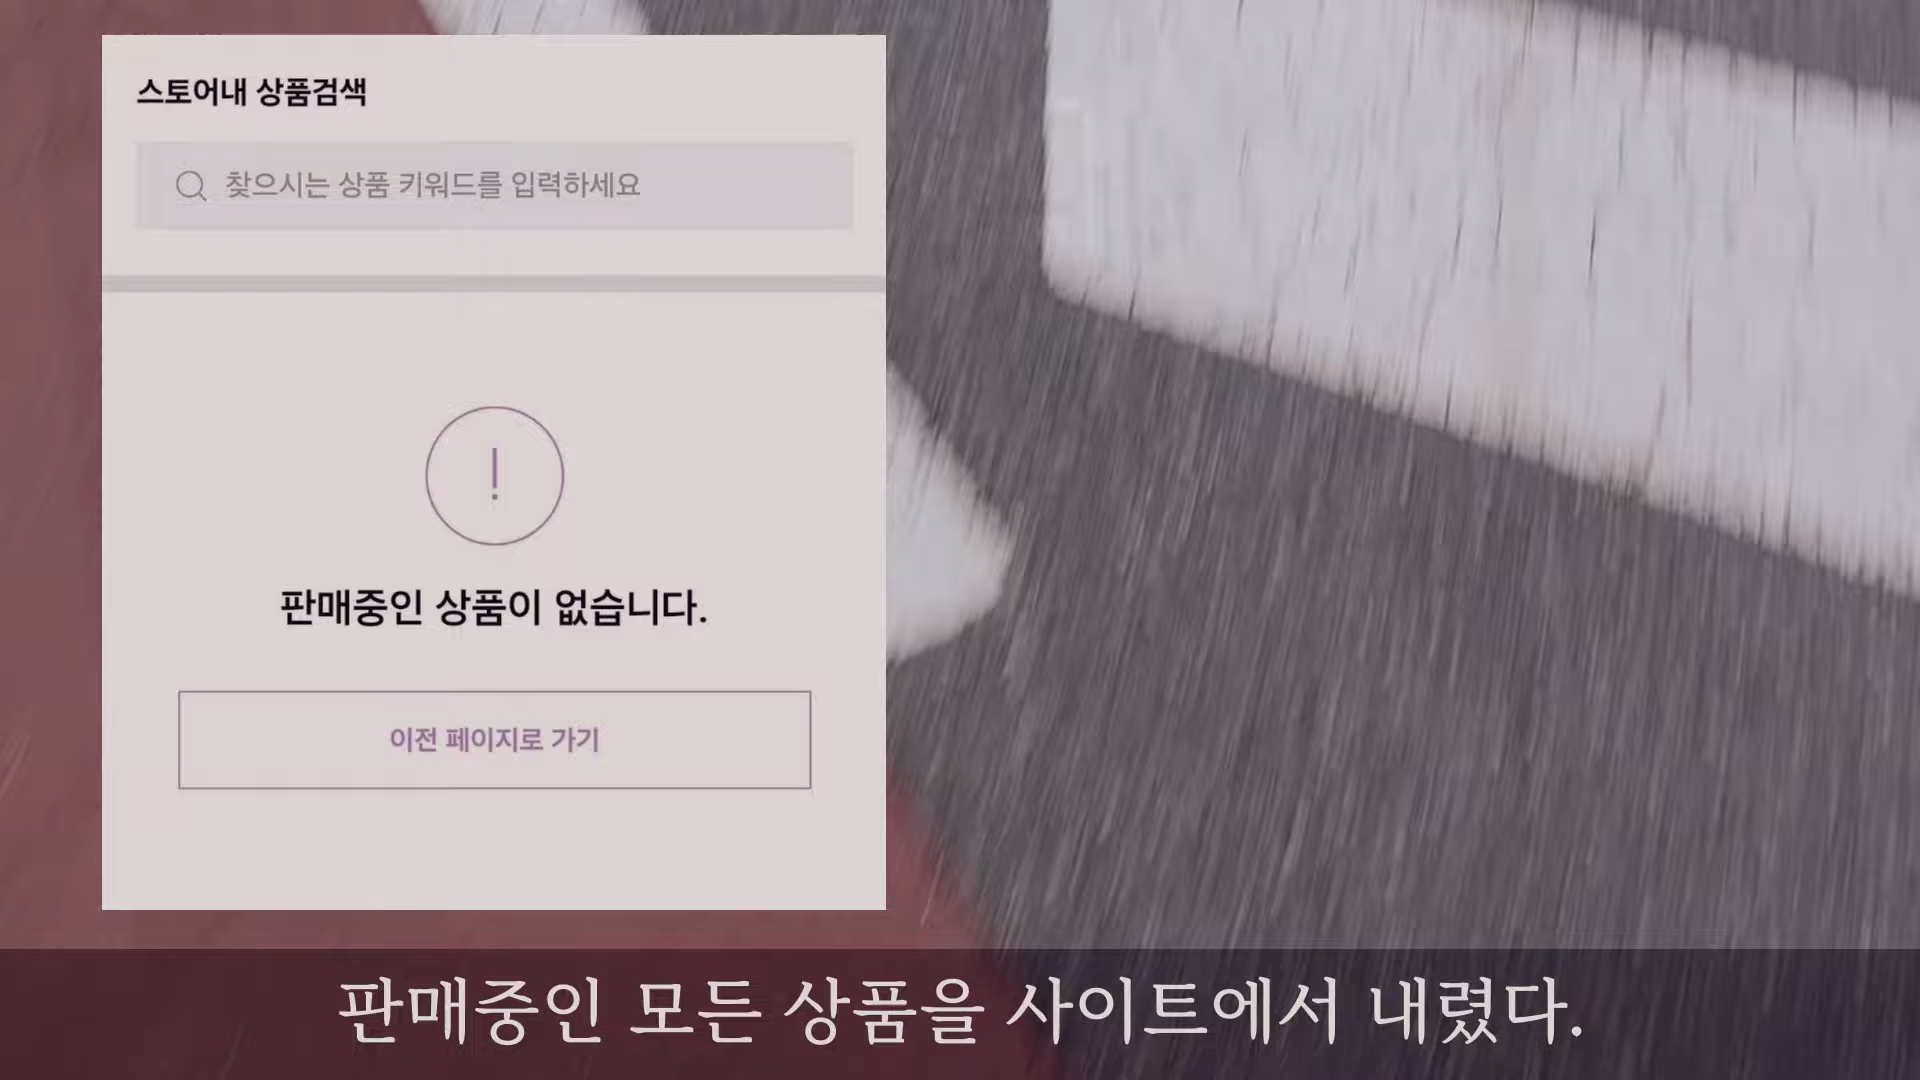 스토어내 상품검색
찾으시는 상품 키워드를 입력하세요
판매중인 상품이 없습니다.
이전 페이지로 가기
판매중인 모든 상품을 사이트에서 내렸다.